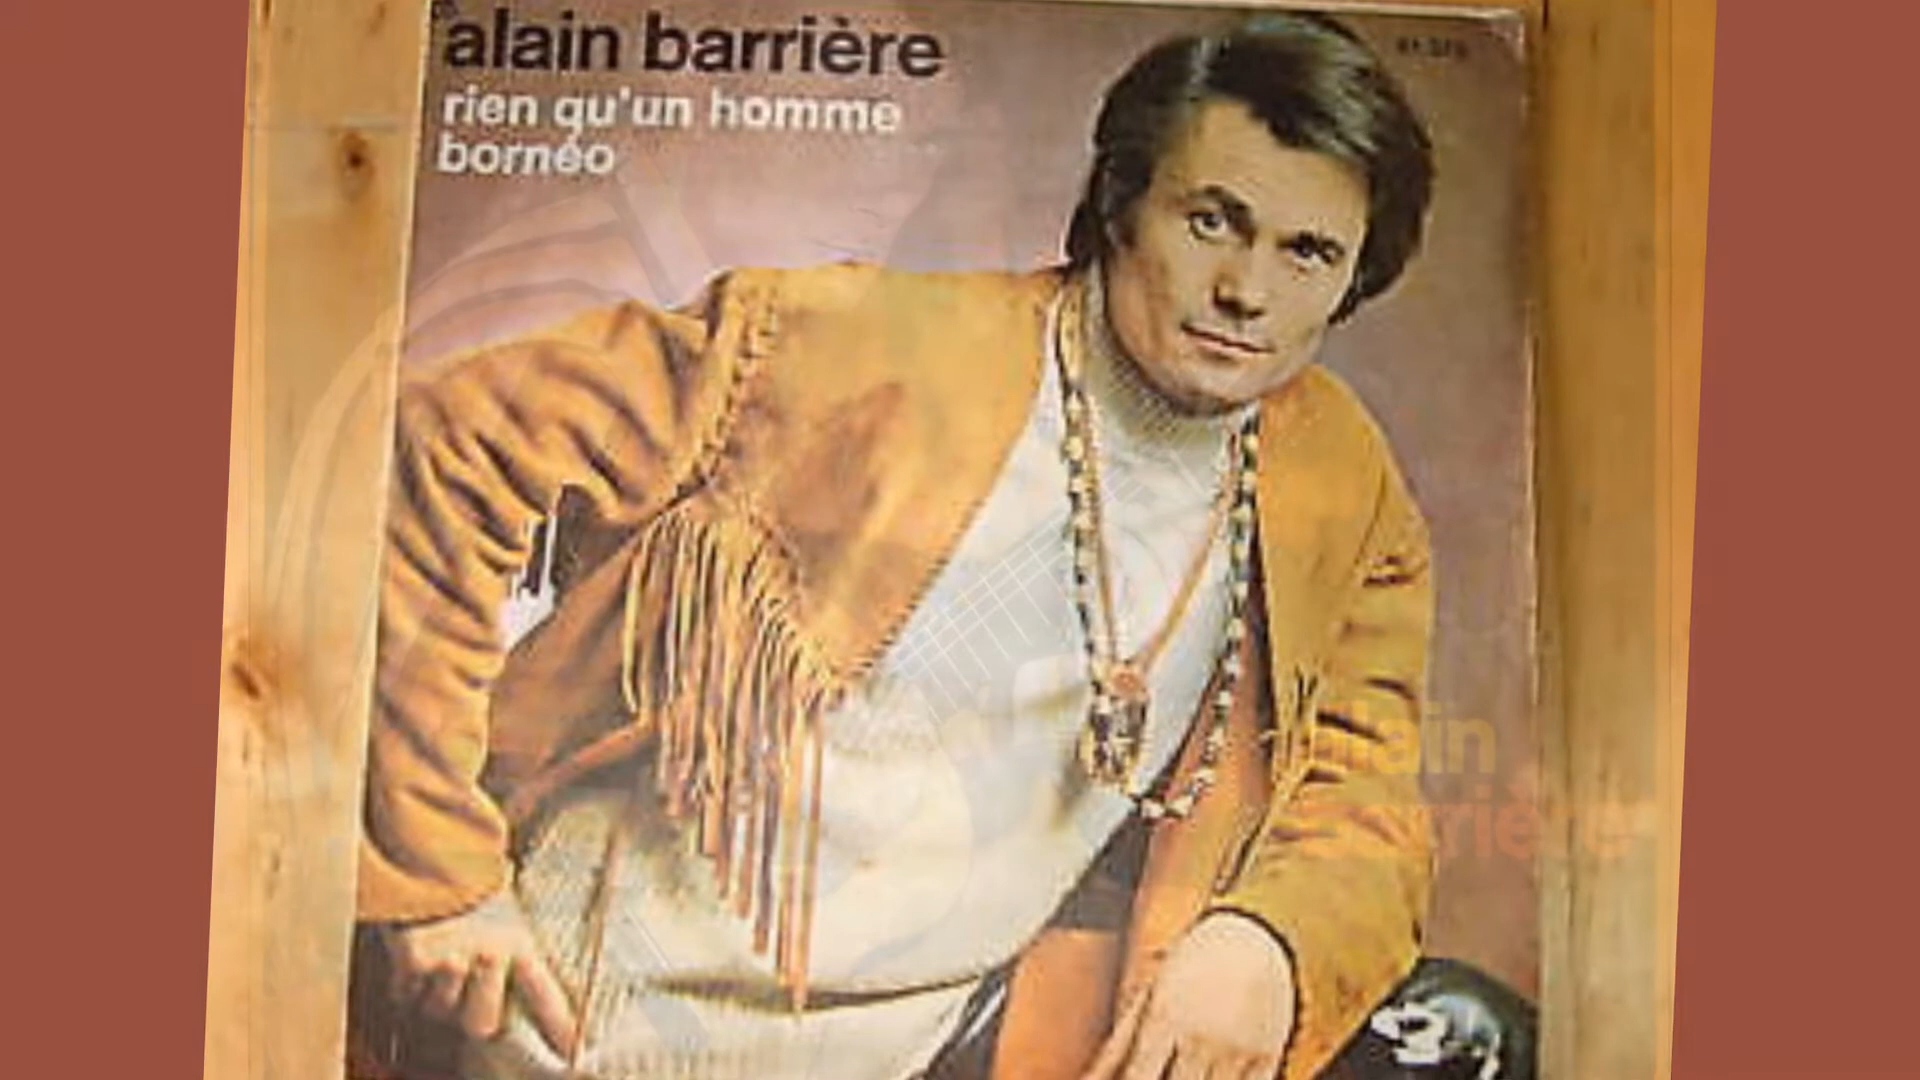 alain barrière
rien qu'un homme
bornéo
alain
barrière